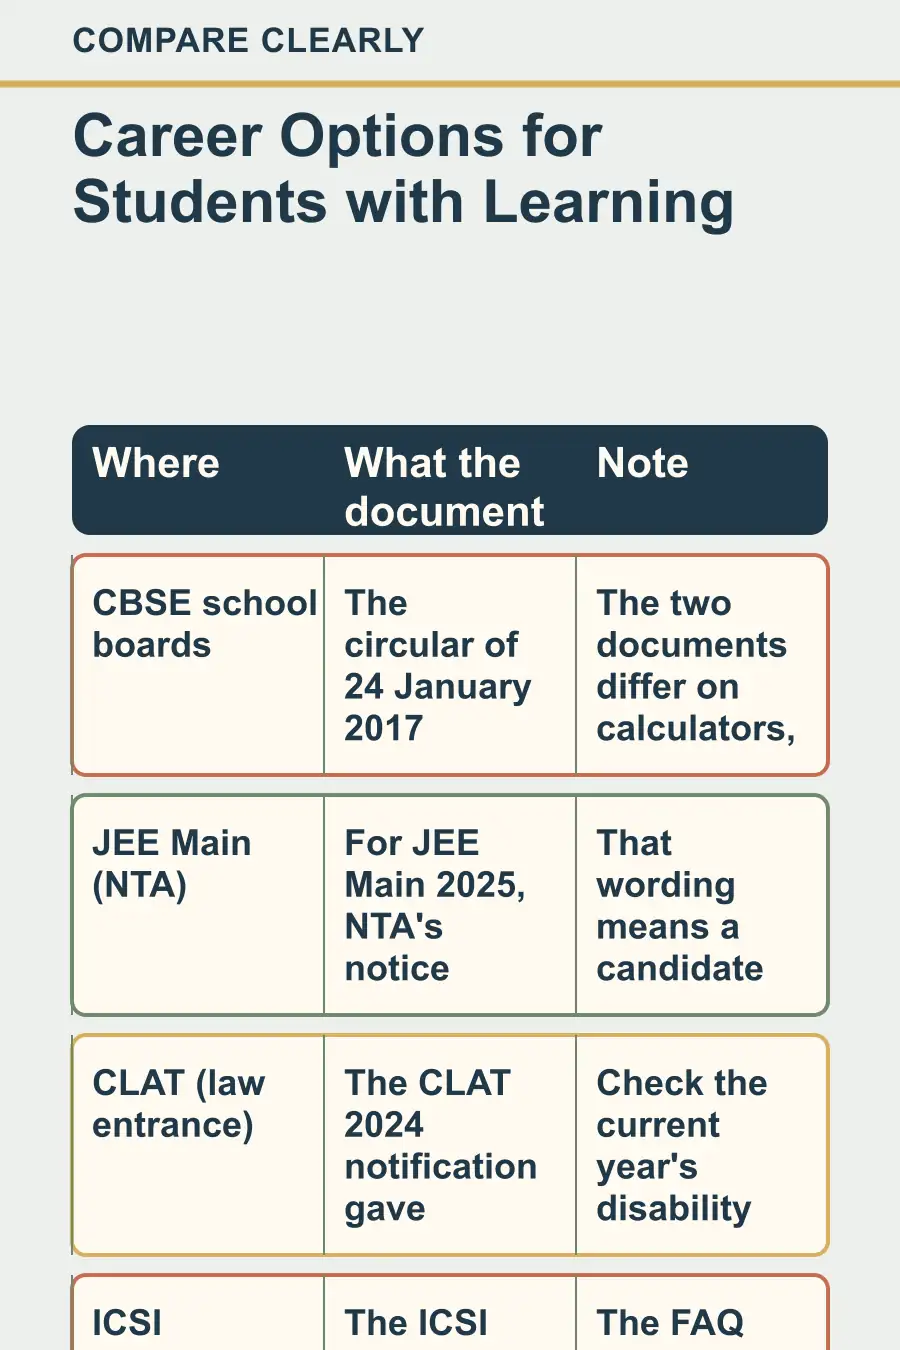 COMPARE CLEARLY
Career Options for
Students with Learning
Where
What the
document
Note
CBSE school
boards
The
circular of
24 January
2017
The two
documents
differ on
calculators,
JEE Main
(NTA)
For JEE
Main 2025,
NTA's
notice
That
wording
means a
candidate
CLAT (law
entrance)
The CLAT
2024
notification
gave
Check the
current
year's
disability
ICSI
The ICSI
The FAQ